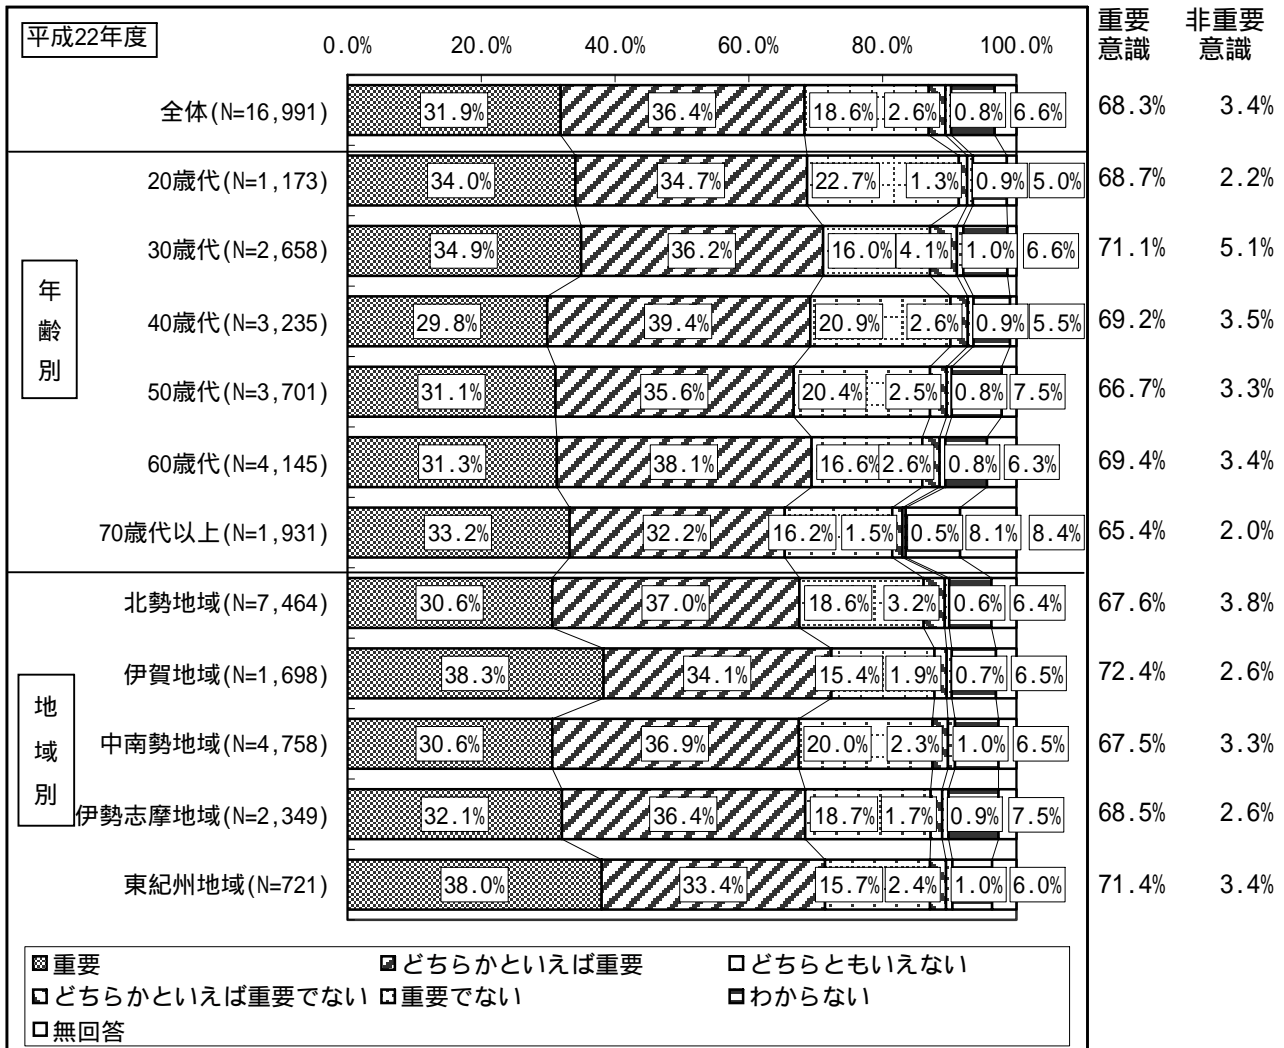 平成22年度
0.0% 20.0% 40.0% 60.0% 80.0% 100.0%
重要意識 非重要意識
全体(N=16,991) 31.9% 36.4% 18.6% 2.6% 0.8% 6.6% 68.3% 3.4%
年齢別
20歳代(N=1,173) 34.0% 34.7% 22.7% 1.3% 0.9% 5.0% 68.7% 2.2%
30歳代(N=2,658) 34.9% 36.2% 16.0% 4.1% 1.0% 6.6% 71.1% 5.1%
40歳代(N=3,235) 29.8% 39.4% 20.9% 2.6% 0.9% 5.5% 69.2% 3.5%
50歳代(N=3,701) 31.1% 35.6% 20.4% 2.5% 0.8% 7.5% 66.7% 3.3%
60歳代(N=4,145) 31.3% 38.1% 16.6% 2.6% 0.8% 6.3% 69.4% 3.4%
70歳代以上(N=1,931) 33.2% 32.2% 16.2% 1.5% 0.5% 8.1% 8.4% 65.4% 2.0%
地域別
北勢地域(N=7,464) 30.6% 37.0% 18.6% 3.2% 0.6% 6.4% 67.6% 3.8%
伊賀地域(N=1,698) 38.3% 34.1% 15.4% 1.9% 0.7% 6.5% 72.4% 2.6%
中南勢地域(N=4,758) 30.6% 36.9% 20.0% 2.3% 1.0% 6.5% 67.5% 3.3%
伊勢志摩地域(N=2,349) 32.1% 36.4% 18.7% 1.7% 0.9% 7.5% 68.5% 2.6%
東紀州地域(N=721) 38.0% 33.4% 15.7% 2.4% 1.0% 6.0% 71.4% 3.4%
重要 どちらかといえば重要 どちらともいえない
どちらかといえば重要でない 重要でない わからない
無回答